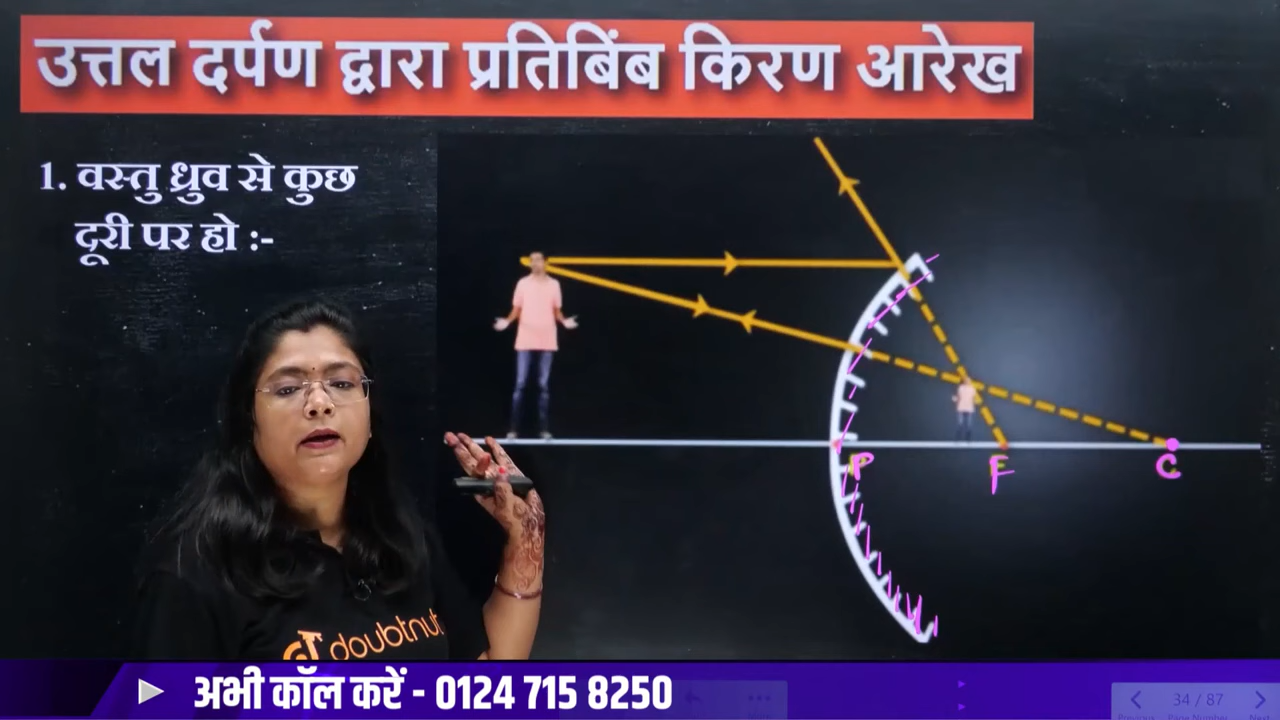 उत्तल दर्पण द्वारा प्रतिबिंब किरण आरेख
1. वस्तु ध्रुव से कुछ
दूरी पर हो :-
P F C
doubtnut
अभी कॉल करें - 0124 715 8250
34 / 87